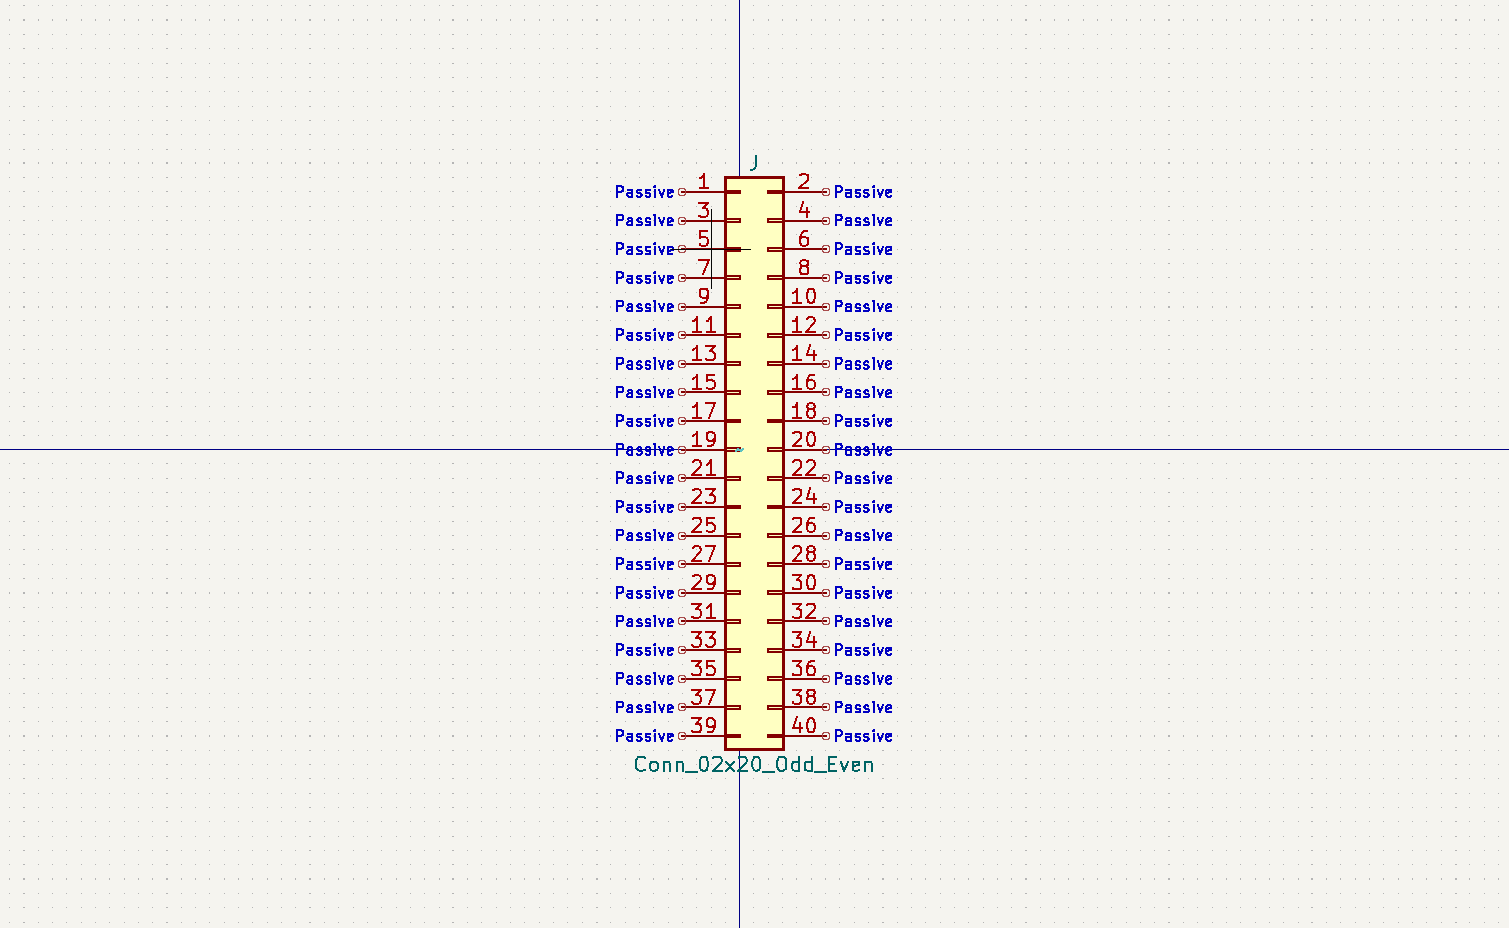 J
Passive 1 2 Passive
Passive 3 4 Passive
Passive 5 6 Passive
Passive 7 8 Passive
Passive 9 10 Passive
Passive 11 12 Passive
Passive 13 14 Passive
Passive 15 16 Passive
Passive 17 18 Passive
Passive 19 20 Passive
Passive 21 22 Passive
Passive 23 24 Passive
Passive 25 26 Passive
Passive 27 28 Passive
Passive 29 30 Passive
Passive 31 32 Passive
Passive 33 34 Passive
Passive 35 36 Passive
Passive 37 38 Passive
Passive 39 40 Passive
Conn_02x20_Odd_Even